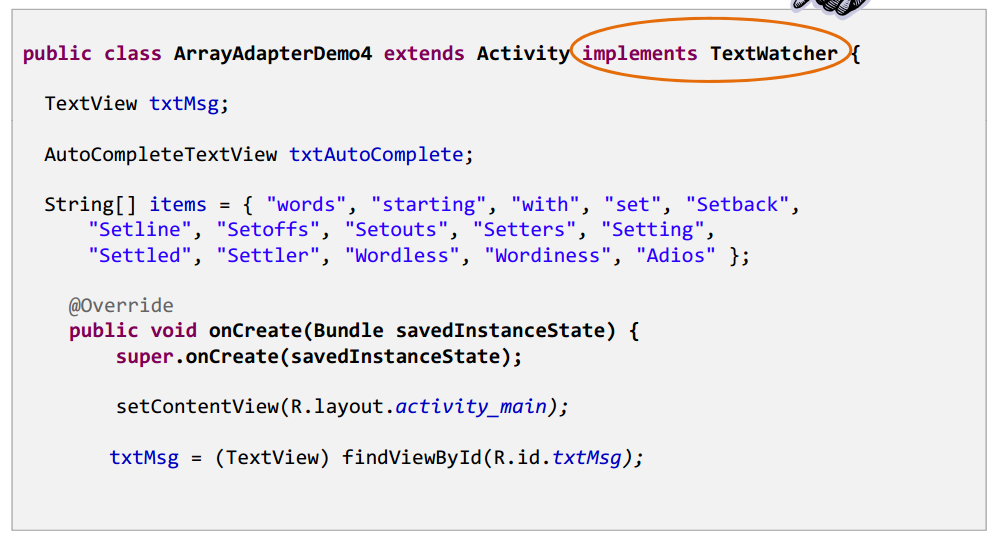 public class ArrayAdapterDemo4 extends Activity implements TextWatcher {
TextView txtMsg;
AutoCompleteTextView txtAutoComplete;
String[] items = { "words", "starting", "with", "set", "Setback",
"Setline", "Setoffs", "Setouts", "Setters", "Setting",
"Settled", "Settler", "Wordless", "Wordiness", "Adios" };
@Override
public void onCreate(Bundle savedInstanceState) {
super.onCreate(savedInstanceState);
setContentView(R.layout.activity_main);
txtMsg = (TextView) findViewById(R.id.txtMsg);